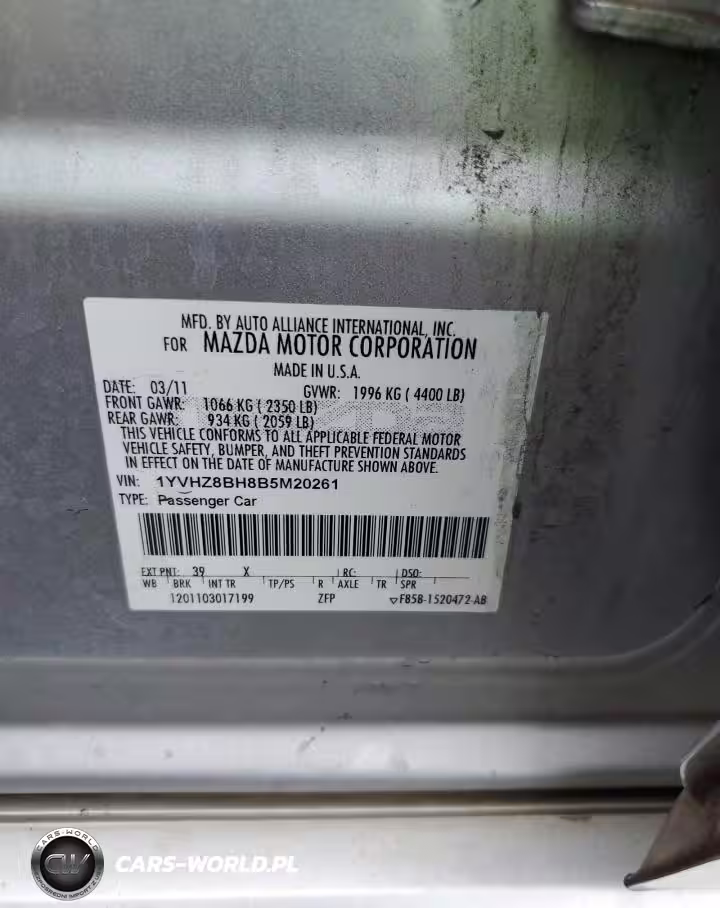 MFD. BY AUTO ALLIANCE INTERNATIONAL, INC.
FOR MAZDA MOTOR CORPORATION
MADE IN U.S.A.
DATE: 03/11 GVWR: 1996 KG ( 4400 LB)
FRONT GAWR: 1066 KG ( 2350 LB)
REAR GAWR: 934 KG ( 2059 LB)
THIS VEHICLE CONFORMS TO ALL APPLICABLE FEDERAL MOTOR
VEHICLE SAFETY, BUMPER, AND THEFT PREVENTION STANDARDS
IN EFFECT ON THE DATE OF MANUFACTURE SHOWN ABOVE.
VIN: 1YVHZ8BH8B5M20261
TYPE: Passenger Car
EXT PNT: 39 X RC: DSO:
WB BRK INT TR TP/PS R AXLE TR SPR
1201103017199 ZFP ▽F85B-1520472-AB
CARS-WORLD
CW
CARS-WORLD.PL